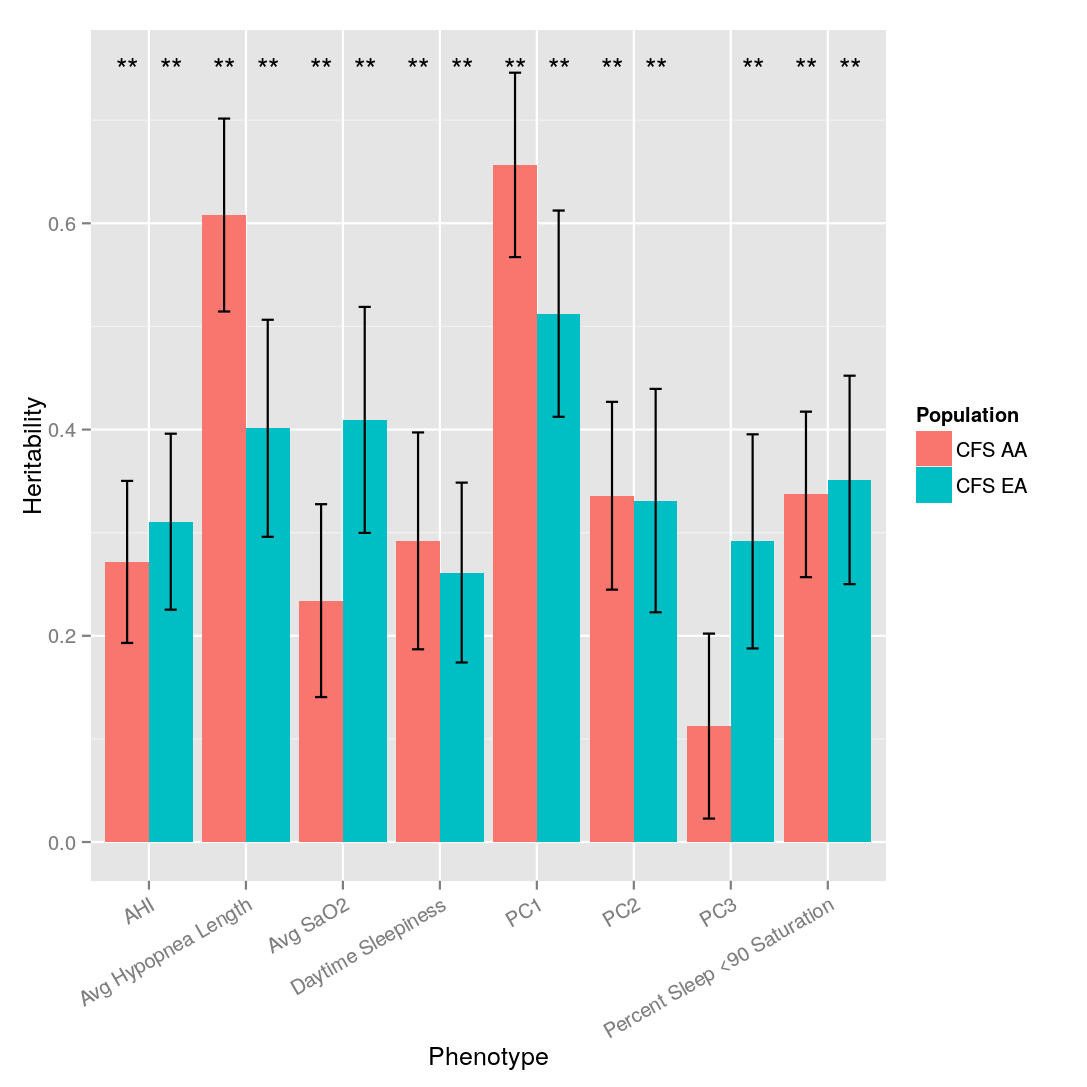 ** ** ** ** ** ** ** ** ** ** ** ** ** ** **
0.6
0.4
0.2
0.0
Heritability
AHI
Avg Hypopnea Length
Avg SaO2
Daytime Sleepiness
PC1
PC2
PC3
Percent Sleep <90 Saturation
Phenotype
Population
CFS AA
CFS EA